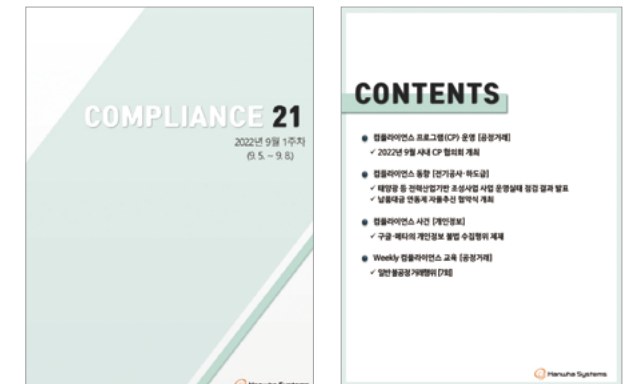 COMPLIANCE 21
2022년 9월 1주차
(9. 5. ~ 9. 8.)
Hanwha Systems
CONTENTS
컴플라이언스 프로그램(CP) 운영 [공정거래]
✓ 2022년 9월 사내 CP 협의회 개최
컴플라이언스 동향 [전기공사·하도급]
✓ 태양광 등 전력산업기반 조성사업 사업 운영실태 점검 결과 발표
✓ 납품대금 연동제 자율추진 협약식 개최
컴플라이언스 사건 [개인정보]
✓ 구글·메타의 개인정보 불법 수집행위 제재
Weekly 컴플라이언스 교육 [공정거래]
✓ 일반불공정거래행위 [7회]
Hanwha Systems